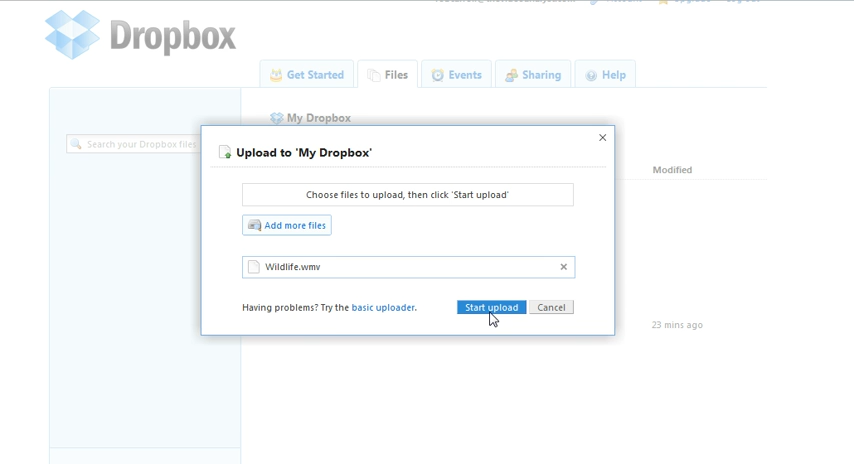 Dropbox
Get Started
Files
Events
Sharing
Help
Search your Dropbox files
My Dropbox
Upload to 'My Dropbox'
Modified
Choose files to upload, then click 'Start upload'
Add more files
Wildlife.wmv
Having problems? Try the basic uploader.
Start upload
Cancel
23 mins ago